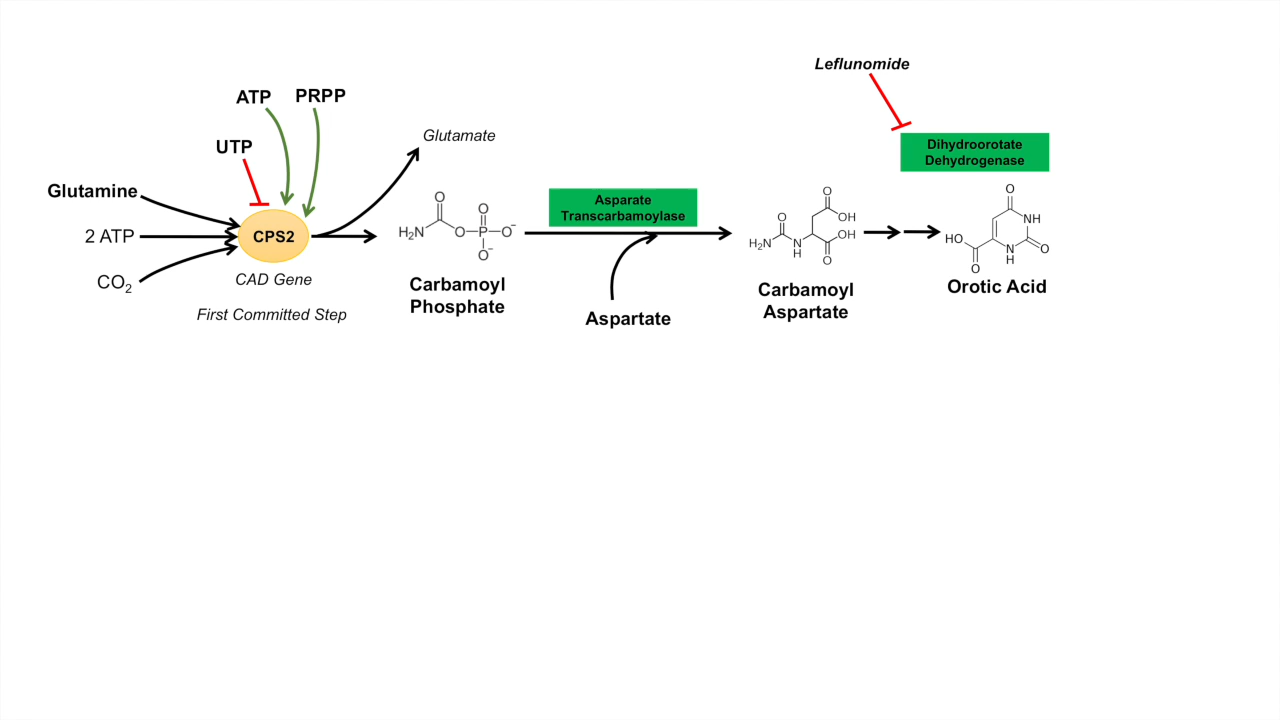 Leflunomide
ATP PRPP
Glutamate
UTP
Dihydroorotate
Dehydrogenase
Glutamine
2 ATP
CO₂
CPS2
CAD Gene
First Committed Step
O
H₂N O P O⁻
O
O⁻
Carbamoyl
Phosphate
Asparate
Transcarbamoylase
Aspartate
O
OH
O
OH
H₂N N
H
O
Carbamoyl
Aspartate
O
NH
HO
N O
H
O
Orotic Acid